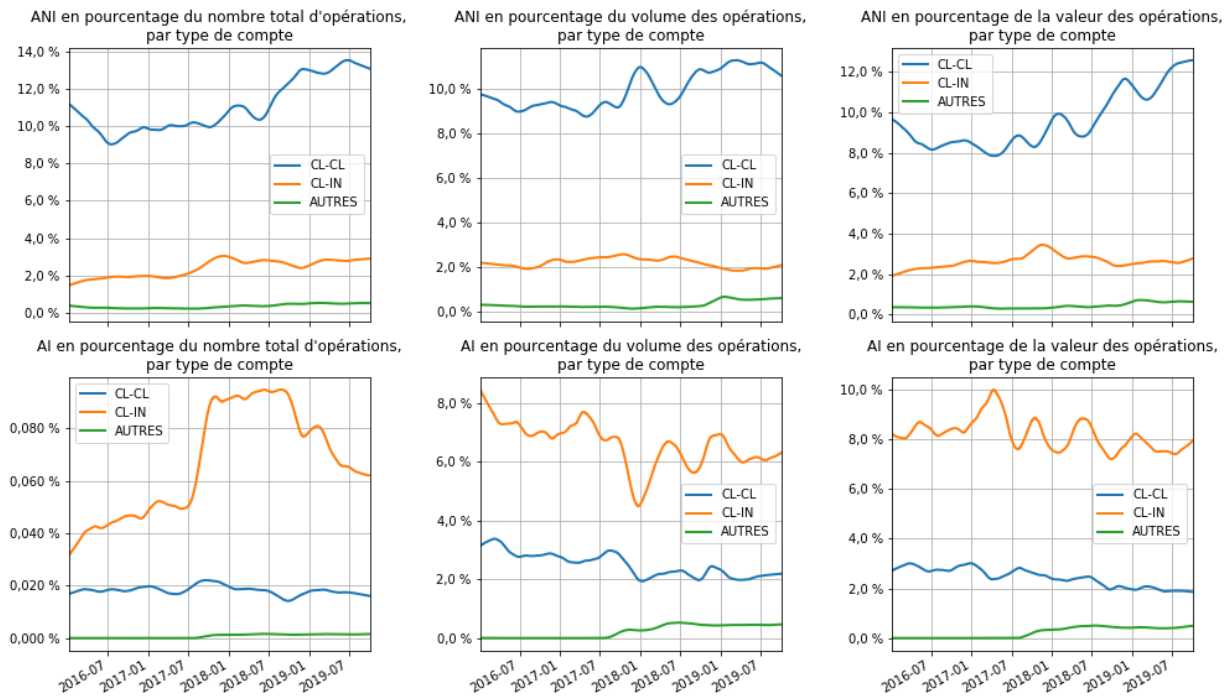 ANI en pourcentage du nombre total d'opérations,
par type de compte
14,0 %
12,0 %
10,0 %
8,0 %
6,0 %
4,0 %
2,0 %
0,0 %
CL-CL
CL-IN
AUTRES
ANI en pourcentage du volume des opérations,
par type de compte
10,0 %
8,0 %
6,0 %
4,0 %
2,0 %
0,0 %
CL-CL
CL-IN
AUTRES
ANI en pourcentage de la valeur des opérations,
par type de compte
12,0 %
10,0 %
8,0 %
6,0 %
4,0 %
2,0 %
0,0 %
CL-CL
CL-IN
AUTRES
AI en pourcentage du nombre total d'opérations,
par type de compte
0,080 %
0,060 %
0,040 %
0,020 %
0,000 %
CL-CL
CL-IN
AUTRES
2016-07
2017-01
2017-07
2018-01
2018-07
2019-01
2019-07
AI en pourcentage du volume des opérations,
par type de compte
8,0 %
6,0 %
4,0 %
2,0 %
0,0 %
CL-CL
CL-IN
AUTRES
2016-07
2017-01
2017-07
2018-01
2018-07
2019-01
2019-07
AI en pourcentage de la valeur des opérations,
par type de compte
10,0 %
8,0 %
6,0 %
4,0 %
2,0 %
0,0 %
CL-CL
CL-IN
AUTRES
2016-07
2017-01
2017-07
2018-01
2018-07
2019-01
2019-07